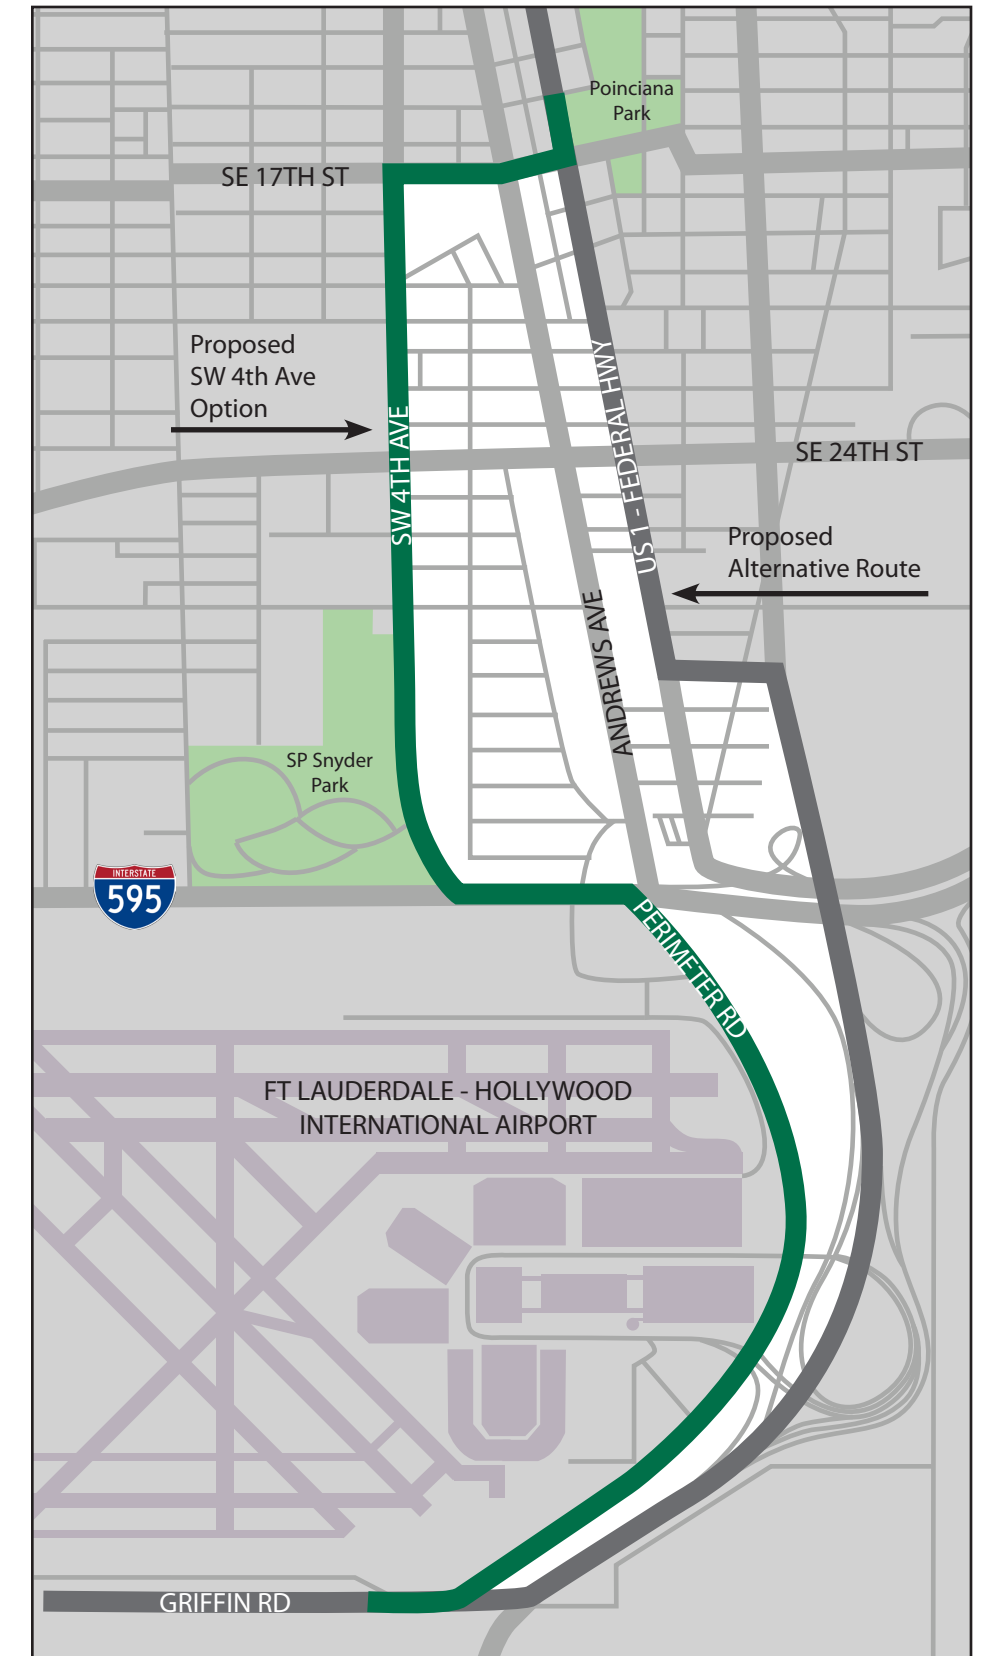 Poinciana
Park
SE 17TH ST
Proposed
SW 4th Ave
Option
SW 4TH AVE
US 1 - FEDERAL HWY
SE 24TH ST
Proposed
Alternative Route
ANDREWS AVE
SP Snyder
Park
INTERSTATE
595
PERIMETER RD
FT LAUDERDALE - HOLLYWOOD
INTERNATIONAL AIRPORT
GRIFFIN RD